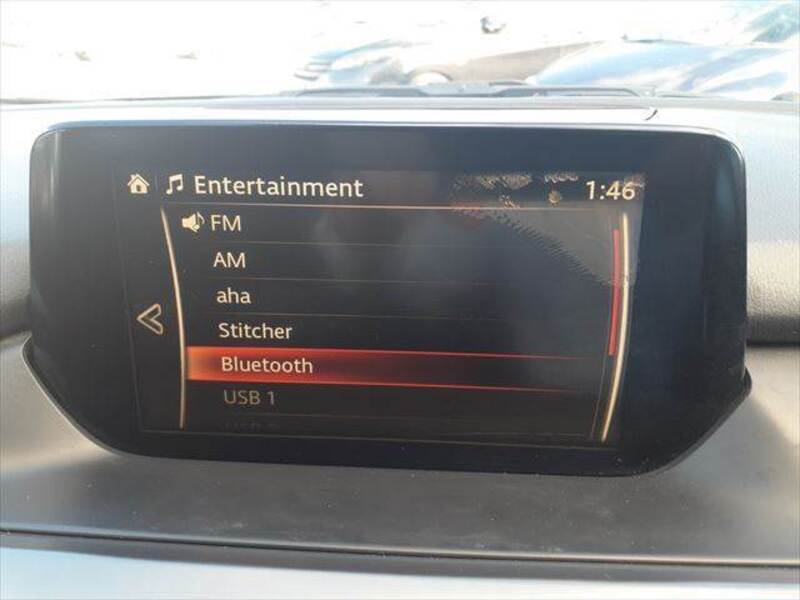 Entertainment
1:46
FM
AM
aha
Stitcher
Bluetooth
USB 1